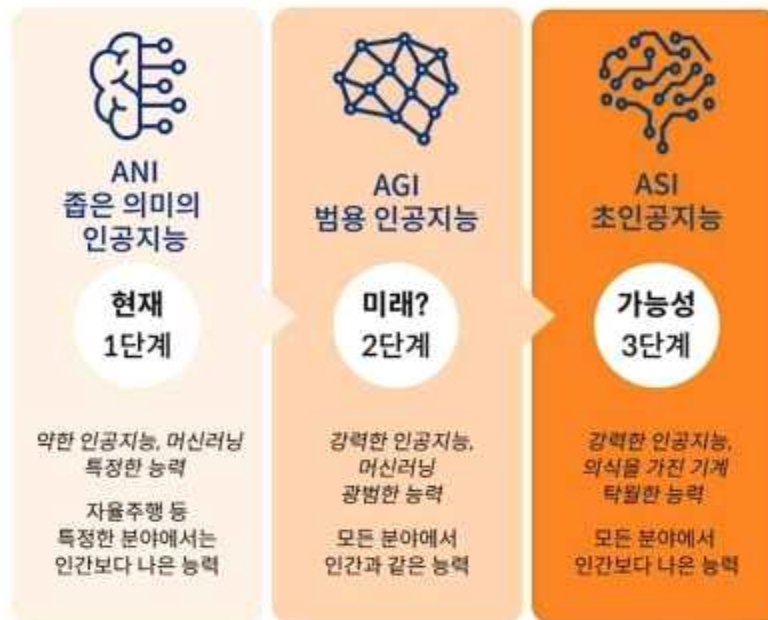 ANI
좁은 의미의
인공지능
현재
1단계
약한 인공지능, 머신러닝
특정한 능력
자율주행 등
특정한 분야에서는
인간보다 나은 능력
AGI
범용 인공지능
미래?
2단계
강력한 인공지능,
머신러닝
광범한 능력
모든 분야에서
인간과 같은 능력
ASI
초인공지능
가능성
3단계
강력한 인공지능,
의식을 가진 기계
탁월한 능력
모든 분야에서
인간보다 나은 능력